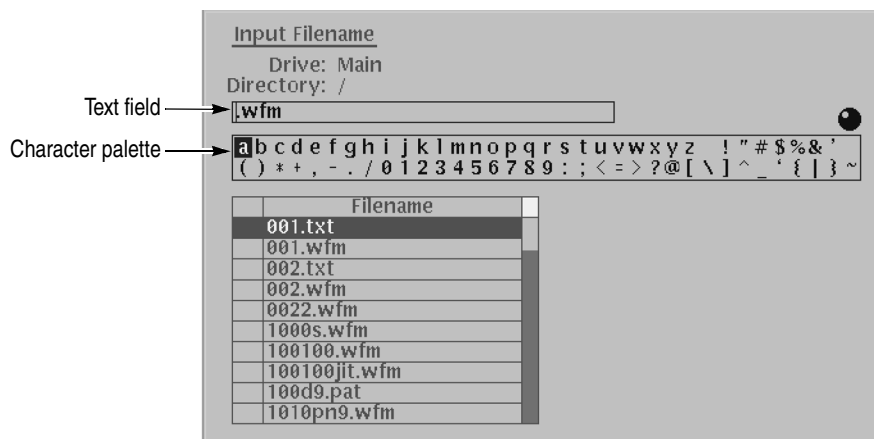 Input Filename
Drive: Main
Directory: /
Text field
.wfm
Character palette
a b c d e f g h i j k l m n o p q r s t u v w x y z ! " # $ % & '
( ) * + , - . / 0 1 2 3 4 5 6 7 8 9 : ; < = > ? @ [ \ ] ^ _ ‘ { | } ~
Filename
001.txt
001.wfm
002.txt
002.wfm
0022.wfm
1000s.wfm
100100.wfm
100100jit.wfm
100d9.pat
1010pn9.wfm